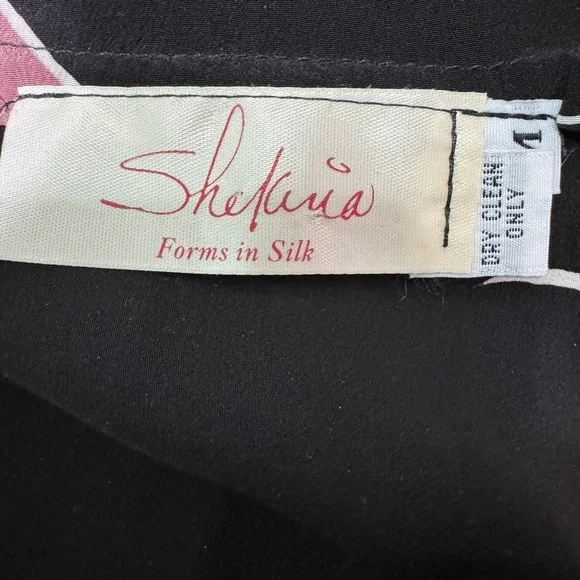 Shekina
Forms in Silk
DRY CLEAN
ONLY